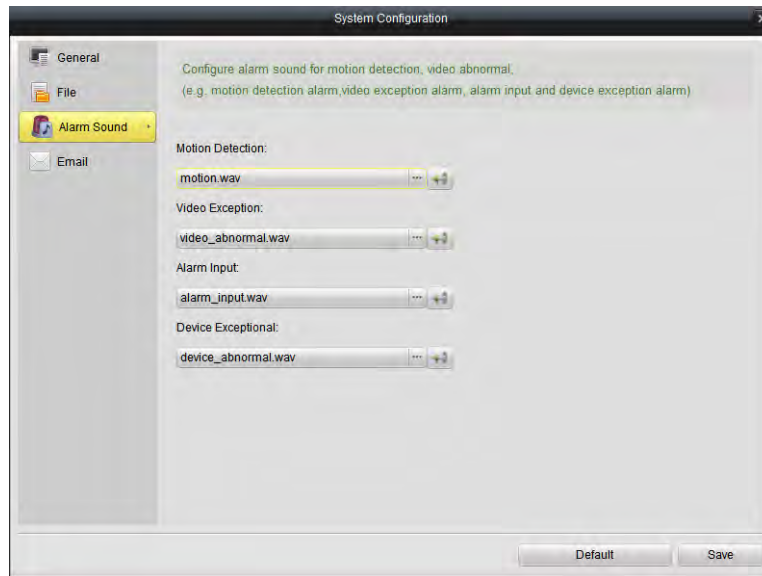 System Configuration
General
File
Alarm Sound
Email
Configure alarm sound for motion detection, video abnormal,
(e.g. motion detection alarm,video exception alarm, alarm input and device exception alarm)
Motion Detection:
motion.wav
...
Video Exception:
video_abnormal.wav
...
Alarm Input:
alarm_input.wav
...
Device Exceptional:
device_abnormal.wav
...
Default
Save